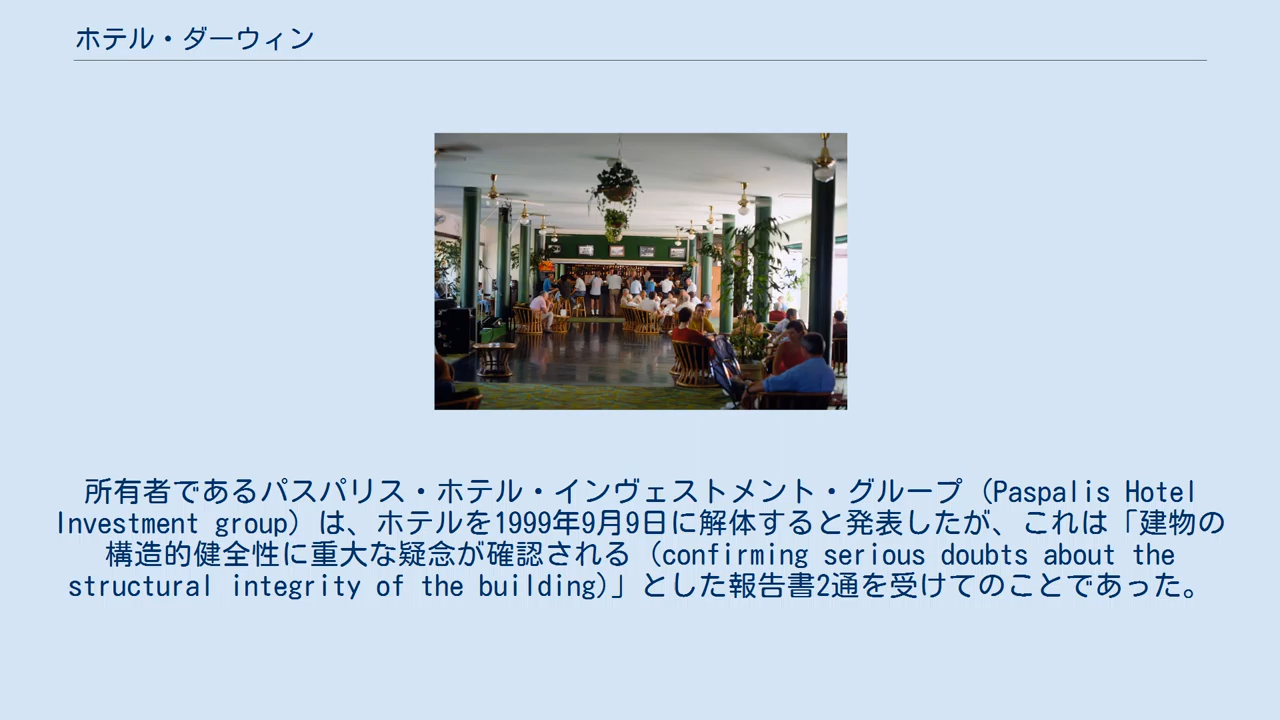 ホテル・ダーウィン
所有者であるパスパリス・ホテル・インヴェストメント・グループ (Paspalis Hotel
Investment group) は、ホテルを1999年9月9日に解体すると発表したが、これは「建物の
構造的健全性に重大な疑念が確認される (confirming serious doubts about the
structural integrity of the building)」とした報告書2通を受けてのことであった。